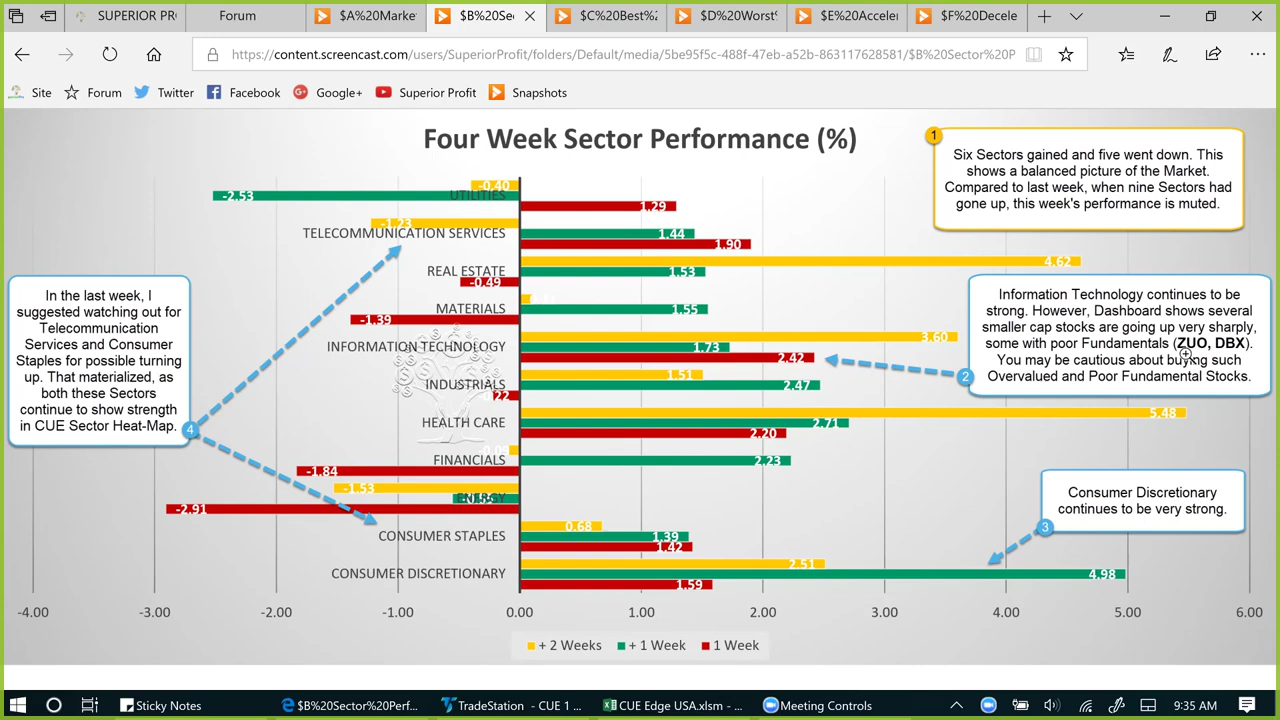 SUPERIOR PR
Forum
$A%20Marke
$B%20Sec
$C%20Best%2
$D%20Worst%
$E%20Acceler
$F%20Decele
https://content.screencast.com/users/SuperiorProfit/folders/Default/media/5be95f5c-488f-47eb-a52b-863117628581/$B%20Sector%20P
Site
Forum
Twitter
Facebook
Google+
Superior Profit
Snapshots
Four Week Sector Performance (%)
1
Six Sectors gained and five went down. This
shows a balanced picture of the Market.
Compared to last week, when nine Sectors had
gone up, this week's performance is muted.
-0.40
UTILITIES
-2.53
1.29
-1.23
TELECOMMUNICATION SERVICES
1.44
1.90
4.62
REAL ESTATE
1.53
-0.49
MATERIALS
1.55
-1.39
3.60
INFORMATION TECHNOLOGY
1.73
2.42
1.51
INDUSTRIALS
2.47
5.48
HEALTH CARE
2.71
2.20
FINANCIALS
2.23
-1.84
-1.53
ENERGY
-2.91
0.68
CONSUMER STAPLES
1.39
1.42
2.51
CONSUMER DISCRETIONARY
4.98
1.59
In the last week, I
suggested watching out for
Telecommunication
Services and Consumer
Staples for possible turning
up. That materialized, as
both these Sectors
continue to show strength
in CUE Sector Heat-Map.
4
Information Technology continues to be
strong. However, Dashboard shows several
smaller cap stocks are going up very sharply,
some with poor Fundamentals (ZUO, DBX).
You may be cautious about buying such
Overvalued and Poor Fundamental Stocks.
2
Consumer Discretionary
continues to be very strong.
3
-4.00 -3.00 -2.00 -1.00 0.00 1.00 2.00 3.00 4.00 5.00 6.00
+ 2 Weeks + 1 Week 1 Week
Sticky Notes
$B%20Sector%20Perf...
TradeStation - CUE 1 ...
CUE Edge USA.xlsm - ...
Meeting Controls
9:35 AM